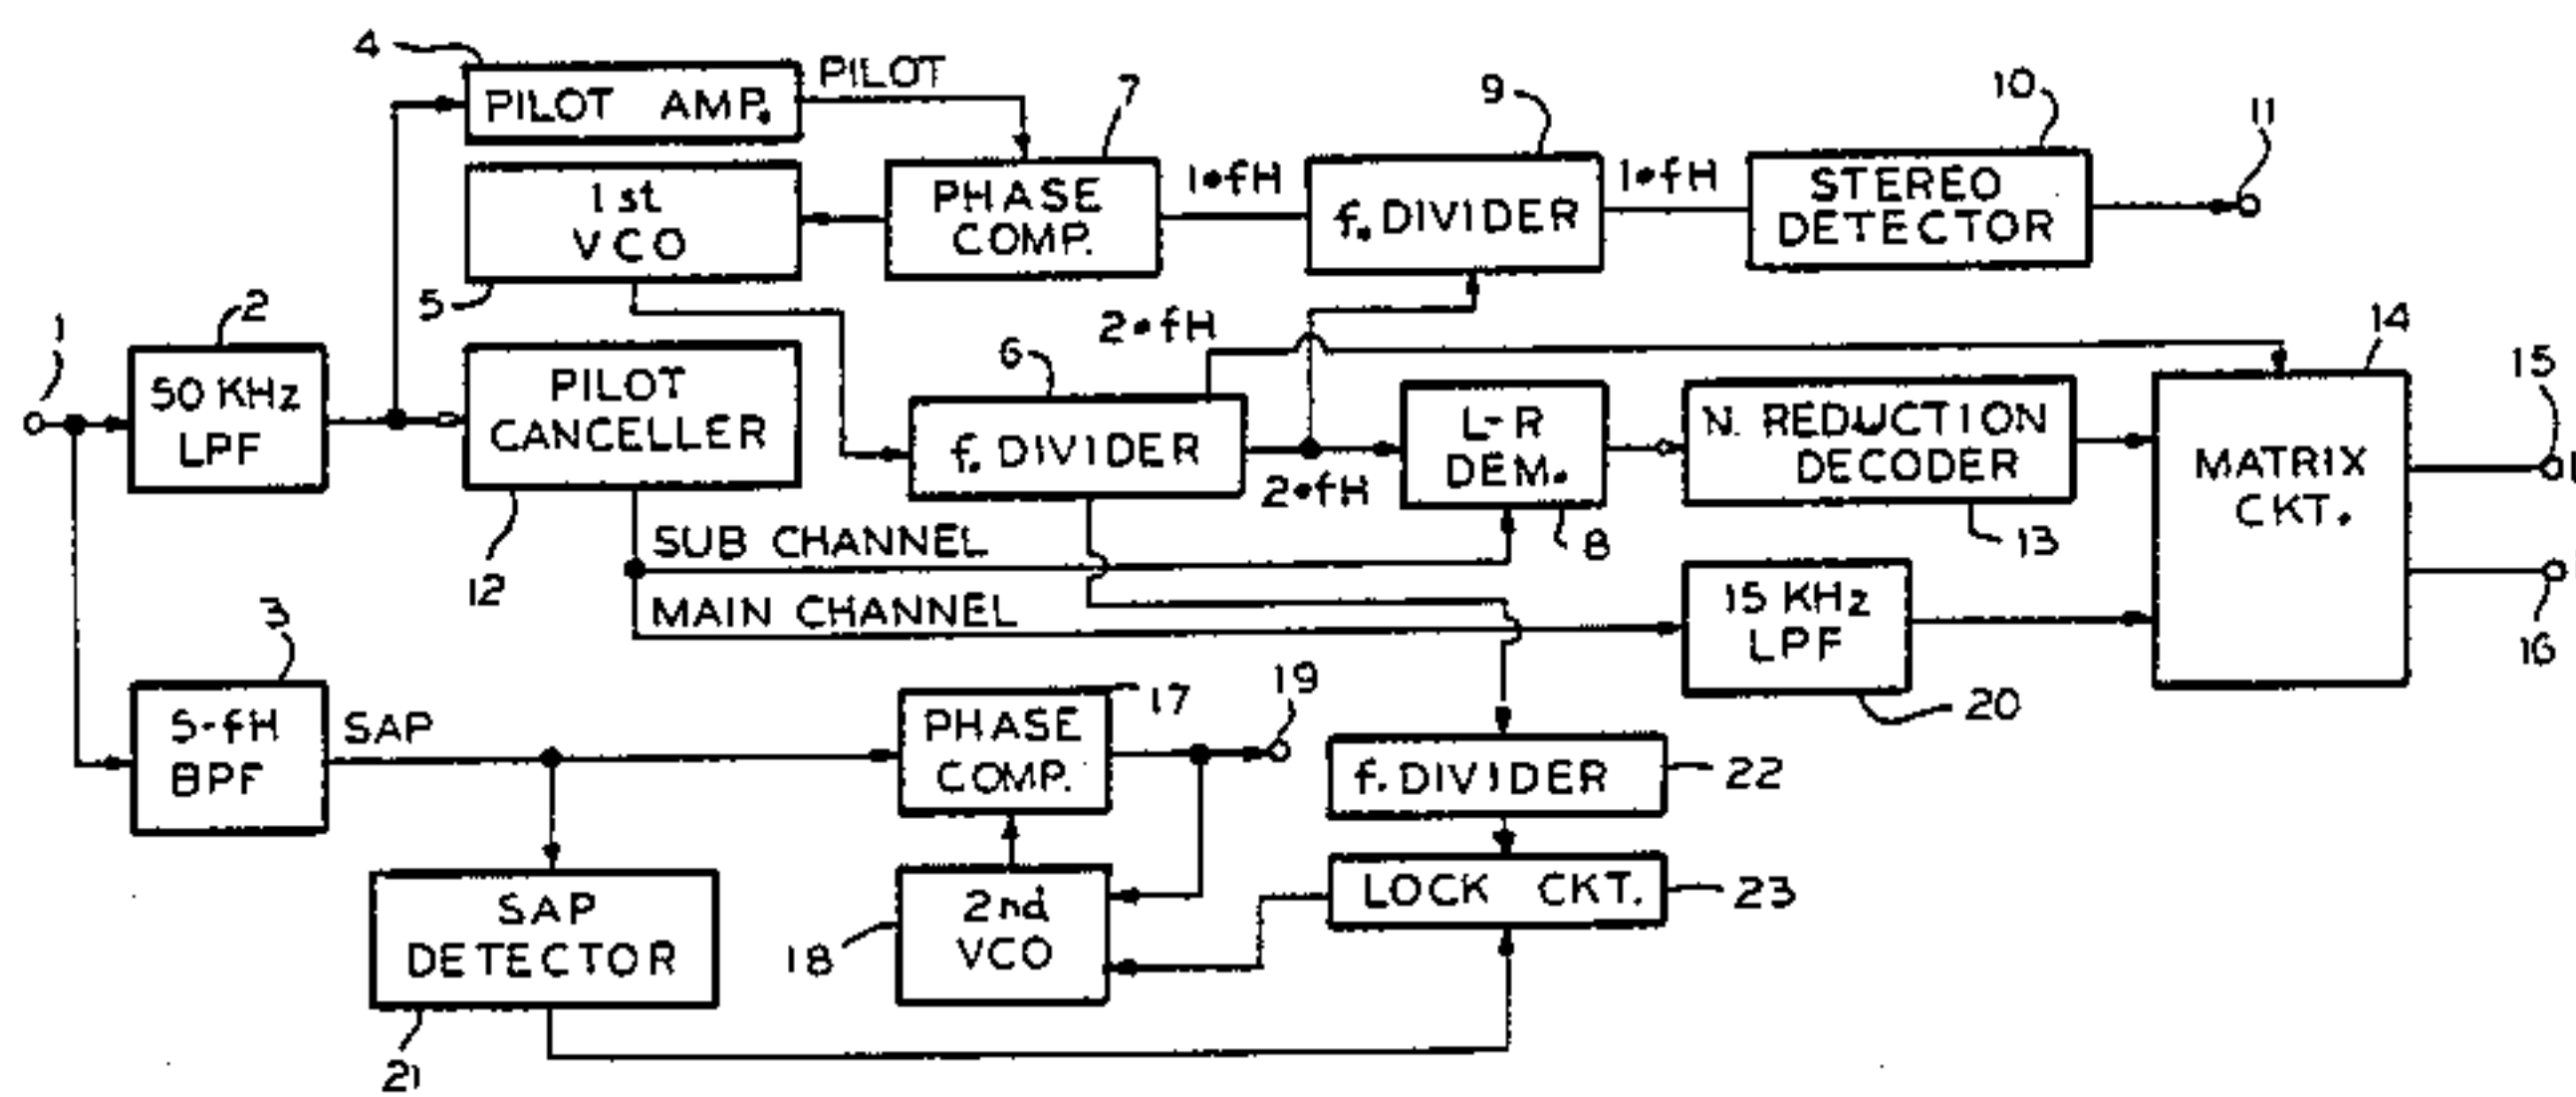 4
PILOT AMP.
PILOT
7
9
10
11
1st
VCO
5
PHASE
COMP.
1•fH
f. DIVIDER
1•fH
STEREO
DETECTOR
1
2
50 KHz
LPF
PILOT
CANCELLER
12
6
2•fH
f. DIVIDER
2•fH
L-R
DEM.
8
N. REDUCTION
DECODER
13
14
MATRIX
CKT.
15
16
SUB CHANNEL
MAIN CHANNEL
15 KHz
LPF
20
3
5-fH
BPF
SAP
17
PHASE
COMP.
19
f. DIVIDER
22
SAP
DETECTOR
21
18
2nd
VCO
LOCK CKT.
23